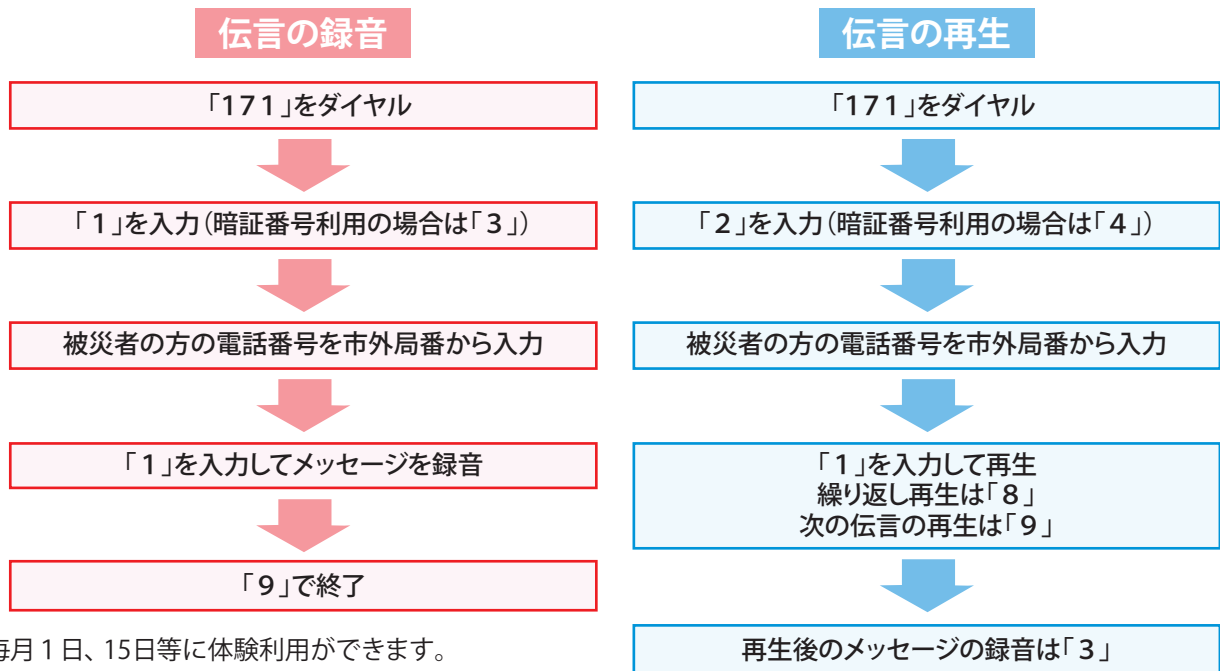 伝言の録音
「171」をダイヤル
「1」を入力（暗証番号利用の場合は「3」）
被災者の方の電話番号を市外局番から入力
「1」を入力してメッセージを録音
「9」で終了
毎月1日、15日等に体験利用ができます。
伝言の再生
「171」をダイヤル
「2」を入力（暗証番号利用の場合は「4」）
被災者の方の電話番号を市外局番から入力
「1」を入力して再生
繰り返し再生は「8」
次の伝言の再生は「9」
再生後のメッセージの録音は「3」